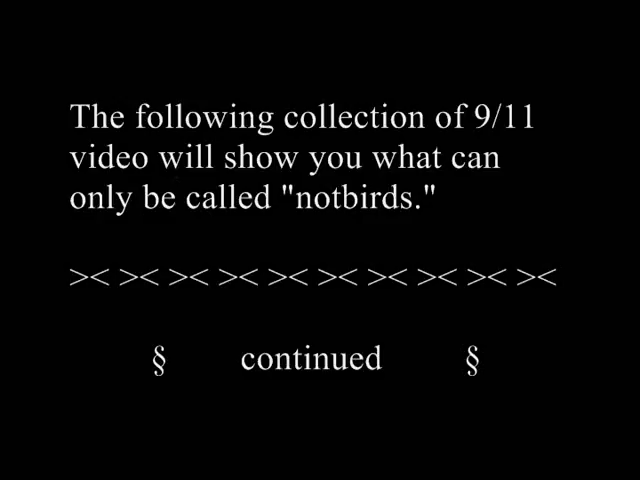 The following collection of 9/11
video will show you what can
only be called "notbirds."
>< >< >< >< >< >< >< >< >< ><
§ continued §